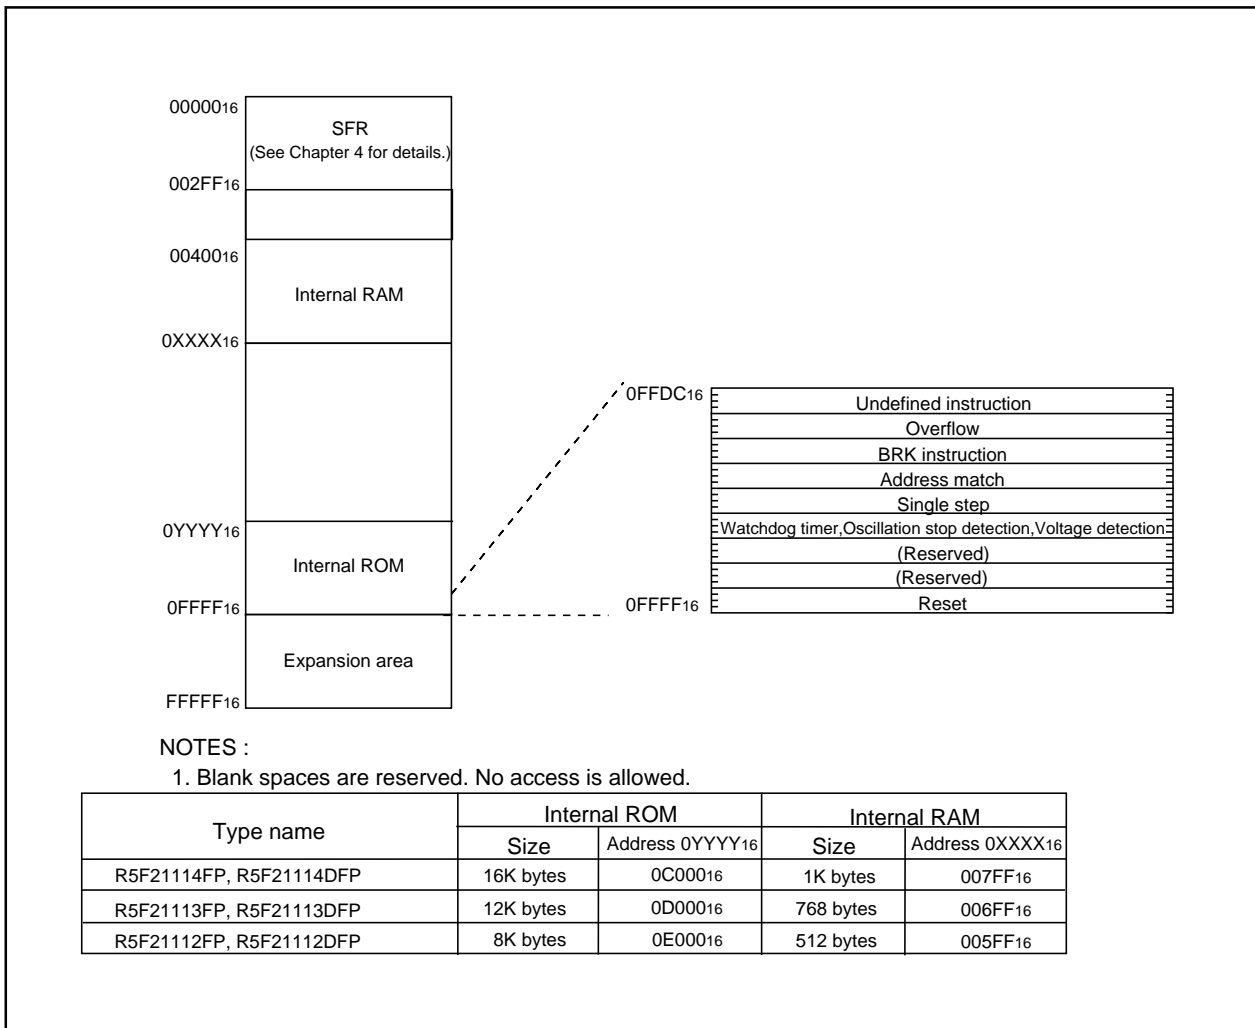 0000016
SFR
(See Chapter 4 for details.)
002FF16
0040016
Internal RAM
0XXXX16
0YYYY16
Internal ROM
0FFFF16
Expansion area
FFFFF16
0FFDC16
Undefined instruction
Overflow
BRK instruction
Address match
Single step
Watchdog timer,Oscillation stop detection,Voltage detection
(Reserved)
(Reserved)
0FFFF16 Reset
NOTES :
1. Blank spaces are reserved. No access is allowed.
Type name Internal ROM Internal RAM
Size Address 0YYYY16 Size Address 0XXXX16
R5F21114FP, R5F21114DFP 16K bytes 0C00016 1K bytes 007FF16
R5F21113FP, R5F21113DFP 12K bytes 0D00016 768 bytes 006FF16
R5F21112FP, R5F21112DFP 8K bytes 0E00016 512 bytes 005FF16